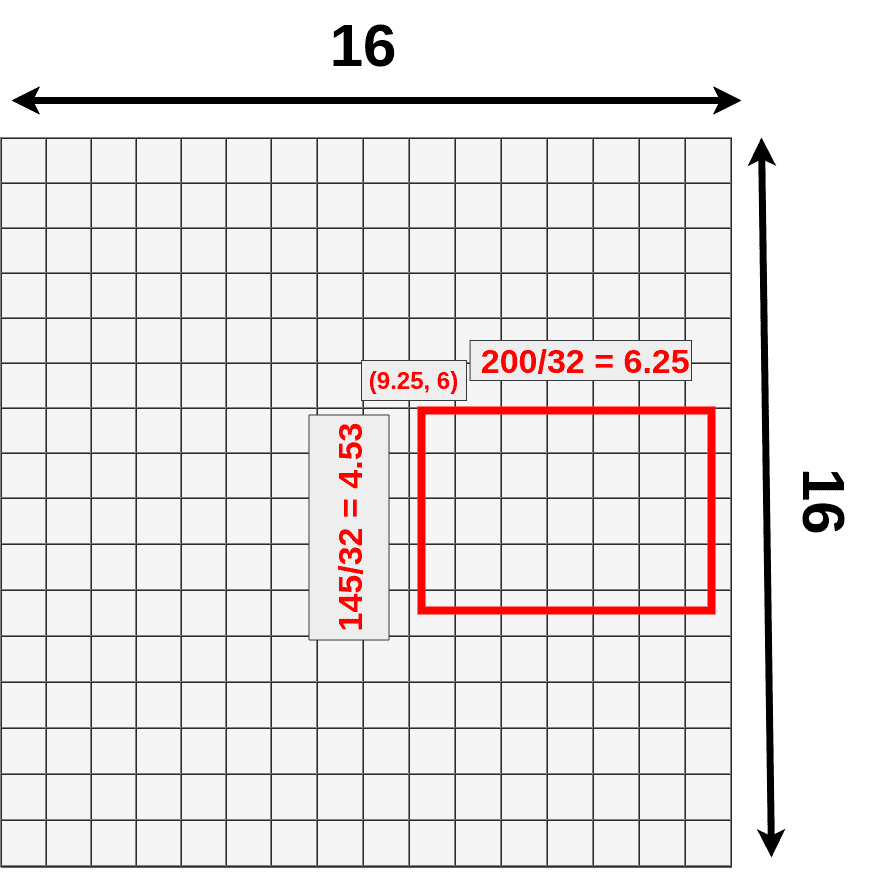 16
200/32 = 6.25
(9.25, 6)
145/32 = 4.53
16